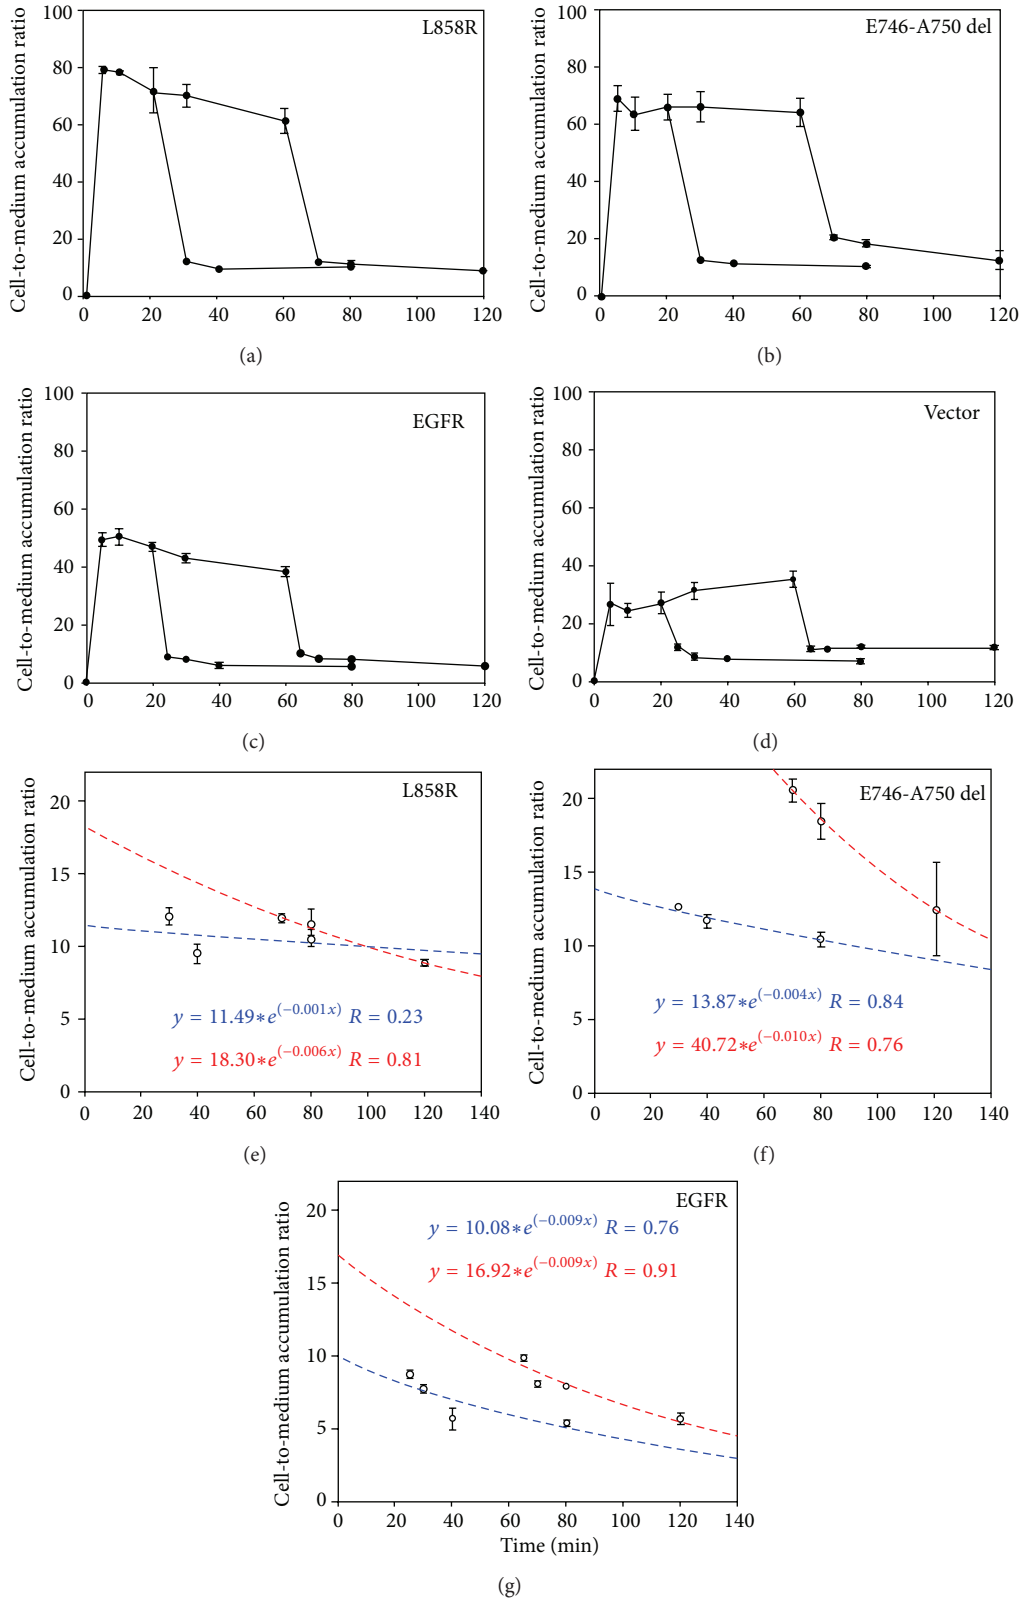 Cell-to-medium accumulation ratio
L858R
100
80
60
40
20
0
0 20 40 60 80 100 120
(a)
Cell-to-medium accumulation ratio
E746-A750 del
100
80
60
40
20
0
0 20 40 60 80 100 120
(b)
Cell-to-medium accumulation ratio
EGFR
100
80
60
40
20
0
0 20 40 60 80 100 120
(c)
Cell-to-medium accumulation ratio
Vector
100
80
60
40
20
0
0 20 40 60 80 100 120
(d)
Cell-to-medium accumulation ratio
L858R
20
15
10
5
0
y = 11.49*e^(−0.001x) R = 0.23
y = 18.30*e^(−0.006x) R = 0.81
0 20 40 60 80 100 120 140
(e)
Cell-to-medium accumulation ratio
E746-A750 del
20
15
10
5
0
y = 13.87*e^(−0.004x) R = 0.84
y = 40.72*e^(−0.010x) R = 0.76
0 20 40 60 80 100 120 140
(f)
Cell-to-medium accumulation ratio
EGFR
20
15
10
5
0
y = 10.08*e^(−0.009x) R = 0.76
y = 16.92*e^(−0.009x) R = 0.91
0 20 40 60 80 100 120 140
Time (min)
(g)